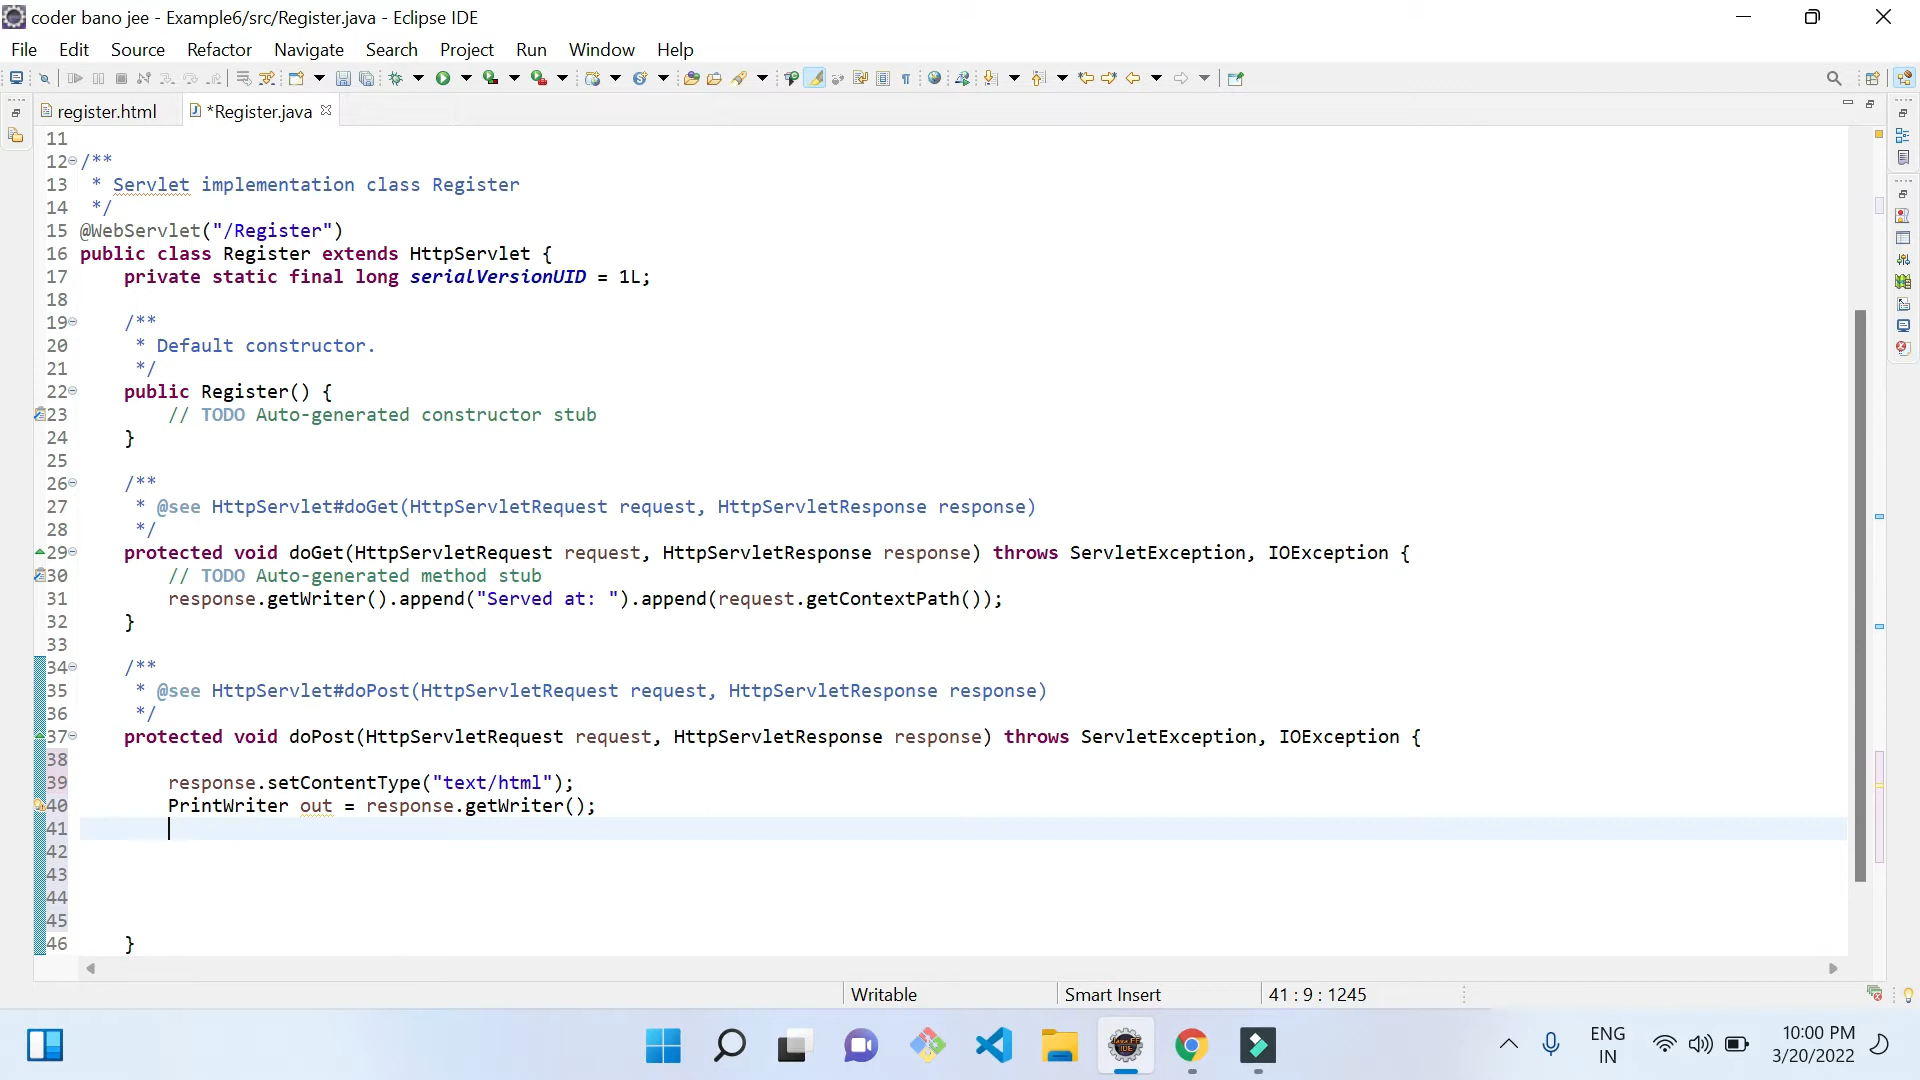 coder bano jee - Example6/src/Register.java - Eclipse IDE
File Edit Source Refactor Navigate Search Project Run Window Help
register.html *Register.java
11
12 /**
13 * Servlet implementation class Register
14 */
15 @WebServlet("/Register")
16 public class Register extends HttpServlet {
17 private static final long serialVersionUID = 1L;
18
19 /**
20 * Default constructor.
21 */
22 public Register() {
23 // TODO Auto-generated constructor stub
24 }
25
26 /**
27 * @see HttpServlet#doGet(HttpServletRequest request, HttpServletResponse response)
28 */
29 protected void doGet(HttpServletRequest request, HttpServletResponse response) throws ServletException, IOException {
30 // TODO Auto-generated method stub
31 response.getWriter().append("Served at: ").append(request.getContextPath());
32 }
33
34 /**
35 * @see HttpServlet#doPost(HttpServletRequest request, HttpServletResponse response)
36 */
37 protected void doPost(HttpServletRequest request, HttpServletResponse response) throws ServletException, IOException {
38
39 response.setContentType("text/html");
40 PrintWriter out = response.getWriter();
41
42
43
44
45
46 }
Writable Smart Insert 41 : 9 : 1245
ENG
IN
10:00 PM
3/20/2022